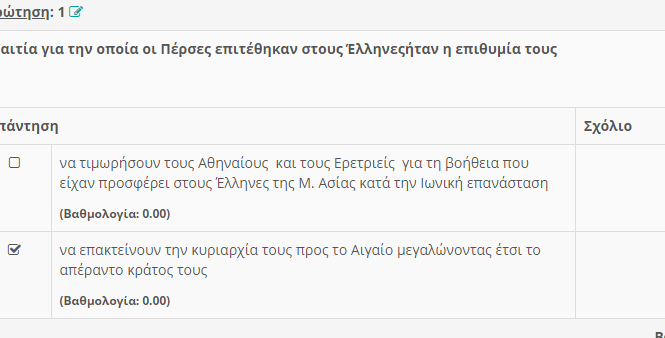 ρώτηση: 1
αιτία για την οποία οι Πέρσες επιτέθηκαν στους Έλληνεςήταν η επιθυμία τους
πάντηση Σχόλιο
να τιμωρήσουν τους Αθηναίους και τους Ερετριείς για τη βοήθεια που
είχαν προσφέρει στους Έλληνες της Μ. Ασίας κατά την Ιωνική επανάσταση
(Βαθμολογία: 0.00)
να επακτείνουν την κυριαρχία τους προς το Αιγαίο μεγαλώνοντας έτσι το
απέραντο κράτος τους
(Βαθμολογία: 0.00)